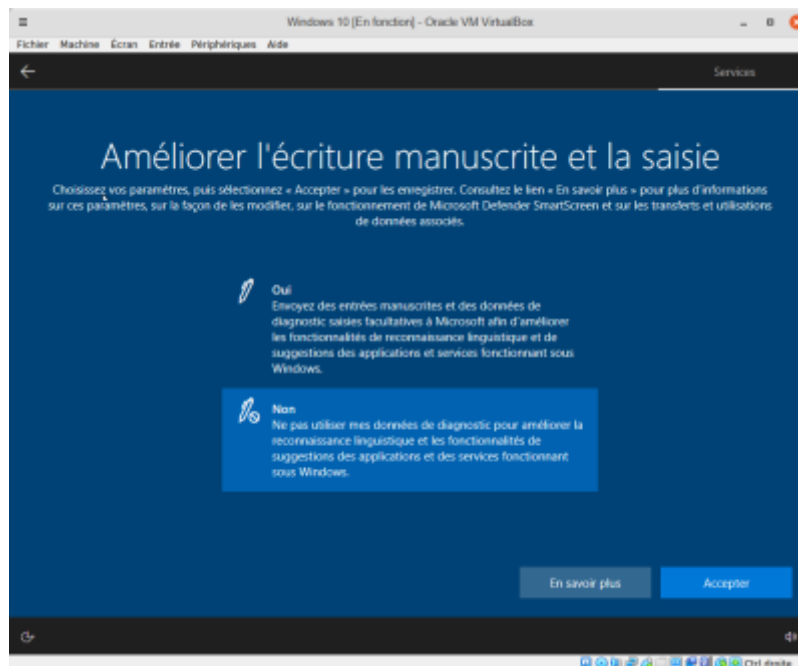 Windows 10 [En fonction] - Oracle VM VirtualBox
Fichier Machine Écran Entrée Périphériques Aide
Services
Améliorer l'écriture manuscrite et la saisie
Choisissez vos paramètres, puis sélectionnez « Accepter » pour les enregistrer. Consultez le lien « En savoir plus » pour plus d'informations
sur ces paramètres, sur la façon de les modifier, sur le fonctionnement de Microsoft Defender SmartScreen et sur les transferts et utilisations
de données associés.
Oui
Envoyez des entrées manuscrites et des données de
diagnostic saisies facultatives à Microsoft afin d'améliorer
les fonctionnalités de reconnaissance linguistique et de
suggestions des applications et services fonctionnant sous
Windows.
Non
Ne pas utiliser mes données de diagnostic pour améliorer la
reconnaissance linguistique et les fonctionnalités de
suggestions des applications et des services fonctionnant
sous Windows.
En savoir plus
Accepter
Ctrl droite